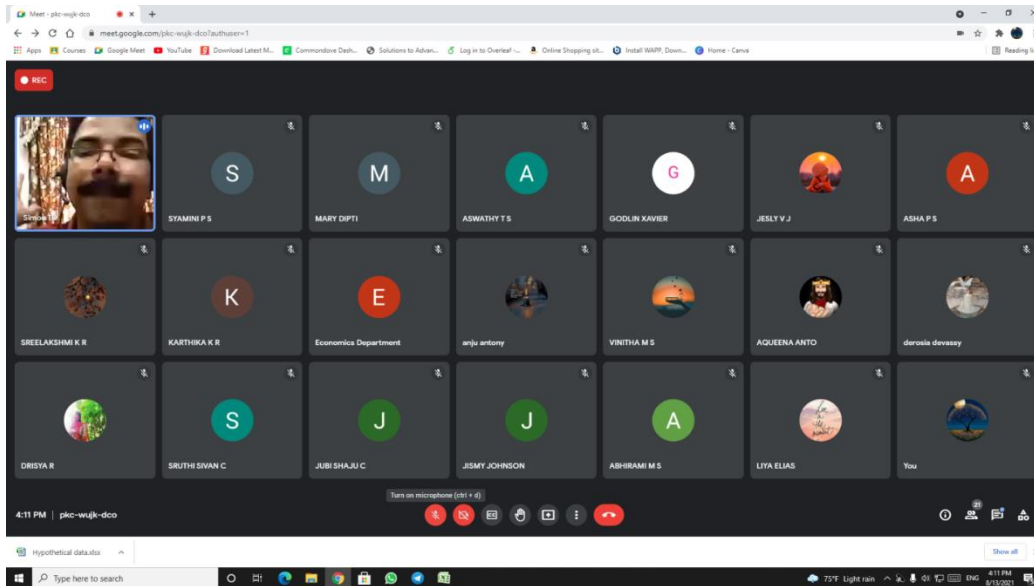 Meet - pkc-wujk-dco
meet.google.com/pkc-wujk-dco?authuser=1
Apps Courses Google Meet YouTube Download Latest M... Commondove Dash... Solutions to Advan... Log in to Overleaf -... Online Shopping sit... Install WAPP, Down... Home - Canva Reading li
REC
Simon
S M A G A
SYAMINI P S MARY DIPTI ASWATHY T S GODLIN XAVIER JESLY V J ASHA P S
K E
SREELAKSHMI K R KARTHIKA K R Economics Department anju antony VINITHA M S AQUEENA ANTO derosia devassy
S J J A
DRISYA R SRUTHI SIVAN C JUBI SHAJU C JISMY JOHNSON ABHIRAMI M S LIYA ELIAS You
Turn on microphone (ctrl + d)
4:11 PM | pkc-wujk-dco 21
Hypothetical data.xlsx Show all
Type here to search 75°F Light rain ENG 4:11 PM
8/13/2021